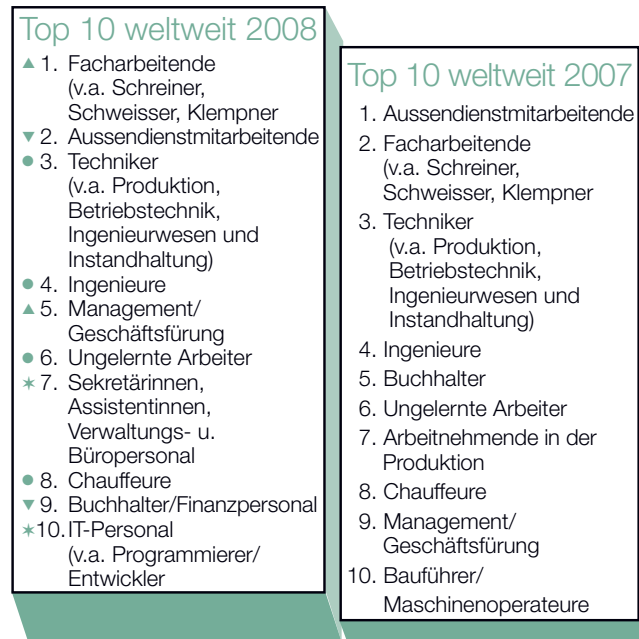 Top 10 weltweit 2008
▲ 1. Facharbeitende
(v.a. Schreiner,
Schweisser, Klempner
▼ 2. Aussendienstmitarbeitende
● 3. Techniker
(v.a. Produktion,
Betriebstechnik,
Ingenieurwesen und
Instandhaltung)
● 4. Ingenieure
▲ 5. Management/
Geschäftsfürung
● 6. Ungelernte Arbeiter
✶ 7. Sekretärinnen,
Assistentinnen,
Verwaltungs- u.
Büropersonal
● 8. Chauffeure
▼ 9. Buchhalter/Finanzpersonal
✶ 10. IT-Personal
(v.a. Programmierer/
Entwickler
Top 10 weltweit 2007
1. Aussendienstmitarbeitende
2. Facharbeitende
(v.a. Schreiner,
Schweisser, Klempner
3. Techniker
(v.a. Produktion,
Betriebstechnik,
Ingenieurwesen und
Instandhaltung)
4. Ingenieure
5. Buchhalter
6. Ungelernte Arbeiter
7. Arbeitnehmende in der
Produktion
8. Chauffeure
9. Management/
Geschäftsfürung
10. Bauführer/
Maschinenoperateure